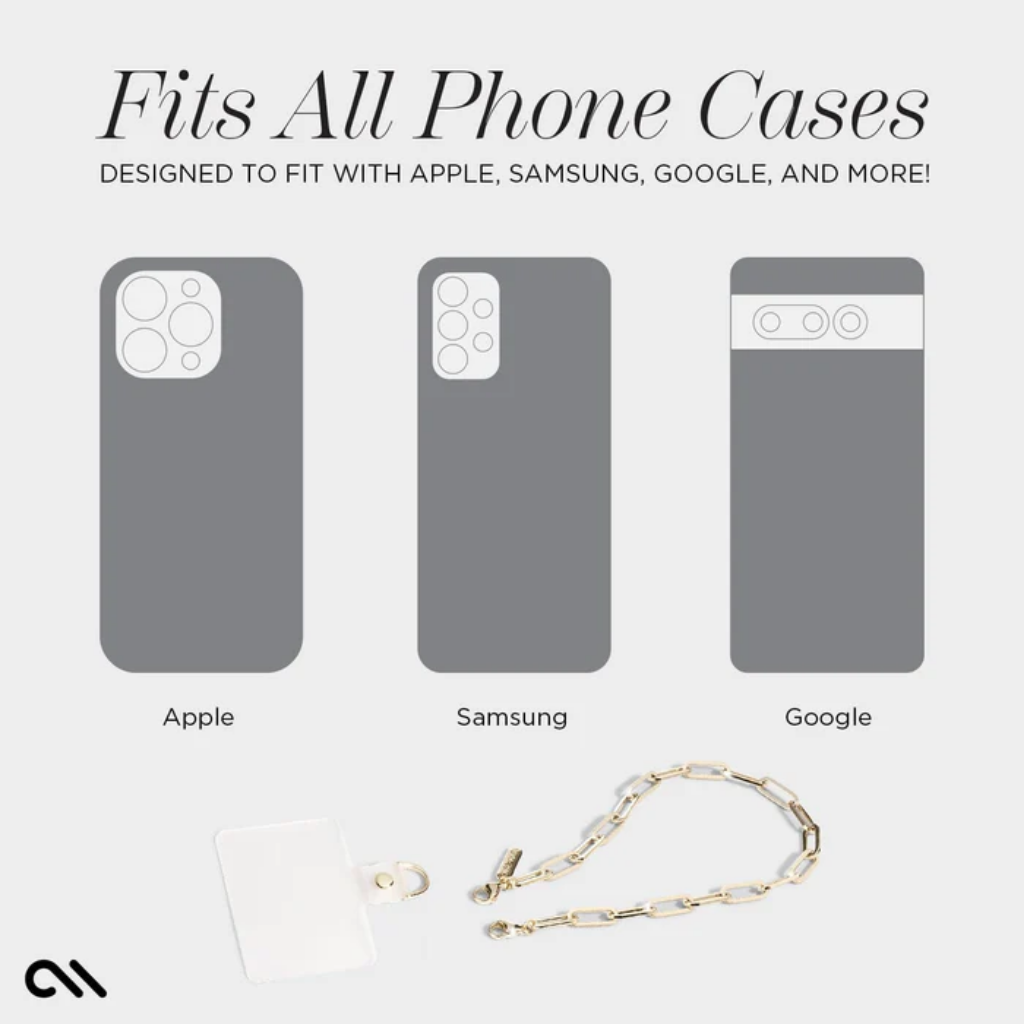 Fits All Phone Cases
DESIGNED TO FIT WITH APPLE, SAMSUNG, GOOGLE, AND MORE!
Apple
Samsung
Google